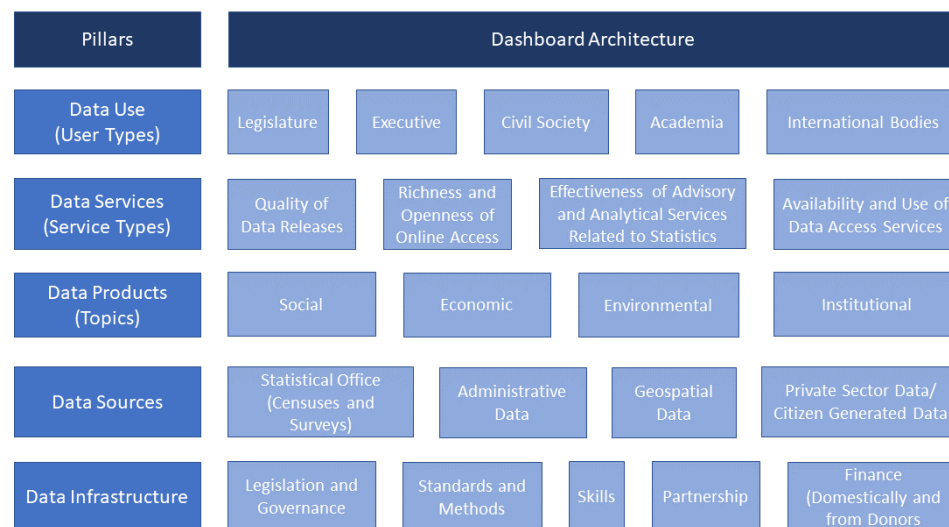 Pillars
Dashboard Architecture
Data Use
(User Types)
Legislature
Executive
Civil Society
Academia
International Bodies
Data Services
(Service Types)
Quality of
Data Releases
Richness and
Openness of
Online Access
Effectiveness of Advisory
and Analytical Services
Related to Statistics
Availability and Use of
Data Access Services
Data Products
(Topics)
Social
Economic
Environmental
Institutional
Data Sources
Statistical Office
(Censuses and
Surveys)
Administrative
Data
Geospatial
Data
Private Sector Data/
Citizen Generated Data
Data Infrastructure
Legislation and
Governance
Standards and
Methods
Skills
Partnership
Finance
(Domestically and
from Donors